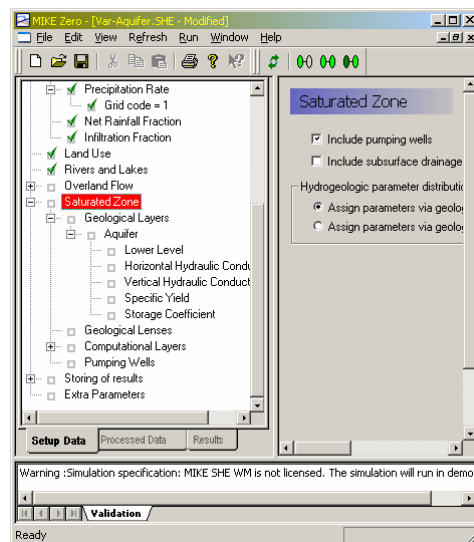 MIKE Zero - [Var-Aquifer.SHE - Modified]
File Edit View Refresh Run Window Help
Precipitation Rate
Grid code = 1
Net Rainfall Fraction
Infiltration Fraction
Land Use
Rivers and Lakes
Overland Flow
Saturated Zone
Geological Layers
Aquifer
Lower Level
Horizontal Hydraulic Condu
Vertical Hydraulic Conduct
Specific Yield
Storage Coefficient
Geological Lenses
Computational Layers
Pumping Wells
Storing of results
Extra Parameters
Setup Data Processed Data Results
Saturated Zone
Include pumping wells
Include subsurface drainage
Hydrogeologic parameter distributio
Assign parameters via geolo
Assign parameters via geolo
Warning :Simulation specification: MIKE SHE WM is not licensed. The simulation will run in demo
Validation
Ready